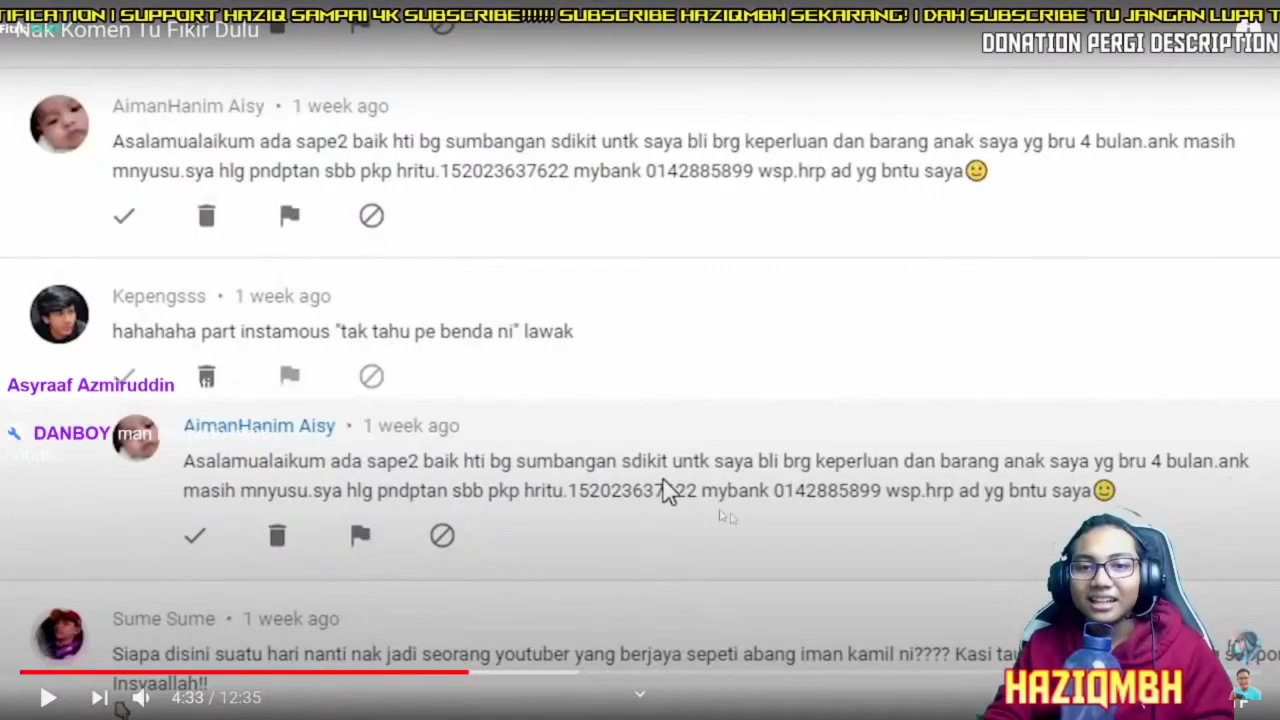 TIFICATION | SUPPORT HAZIQ SAMPAI 4K SUBSCRIBE!!!!!! SUBSCRIBE HAZIQMBH SEKARANG! | DAH SUBSCRIBE TU JANGAN LUPA T
Nak Komen Tu Fikir Dulu
DONATION PERGI DESCRIPTION
AimanHanim Aisy • 1 week ago
Asalamualaikum ada sape2 baik hti bg sumbangan sdikit untk saya bli brg keperluan dan barang anak saya yg bru 4 bulan.ank masih
mnyusu.sya hlg pndptan sbb pkp hritu.152023637622 mybank 0142885899 wsp.hrp ad yg bntu saya🙂
Kepengsss • 1 week ago
hahahaha part instamous "tak tahu pe benda ni" lawak
Asyraaf Azmiruddin
DANBOY man
AimanHanim Aisy • 1 week ago
Asalamualaikum ada sape2 baik hti bg sumbangan sdikit untk saya bli brg keperluan dan barang anak saya yg bru 4 bulan.ank
masih mnyusu.sya hlg pndptan sbb pkp hritu.15202363 22 mybank 0142885899 wsp.hrp ad yg bntu saya🙂
Sume Sume • 1 week ago
Siapa disini suatu hari nanti nak jadi seorang youtuber yang berjaya sepeti abang iman kamil ni???? Kasi
Insyaallah!!
HAZIQMBH
4:33 / 12:35